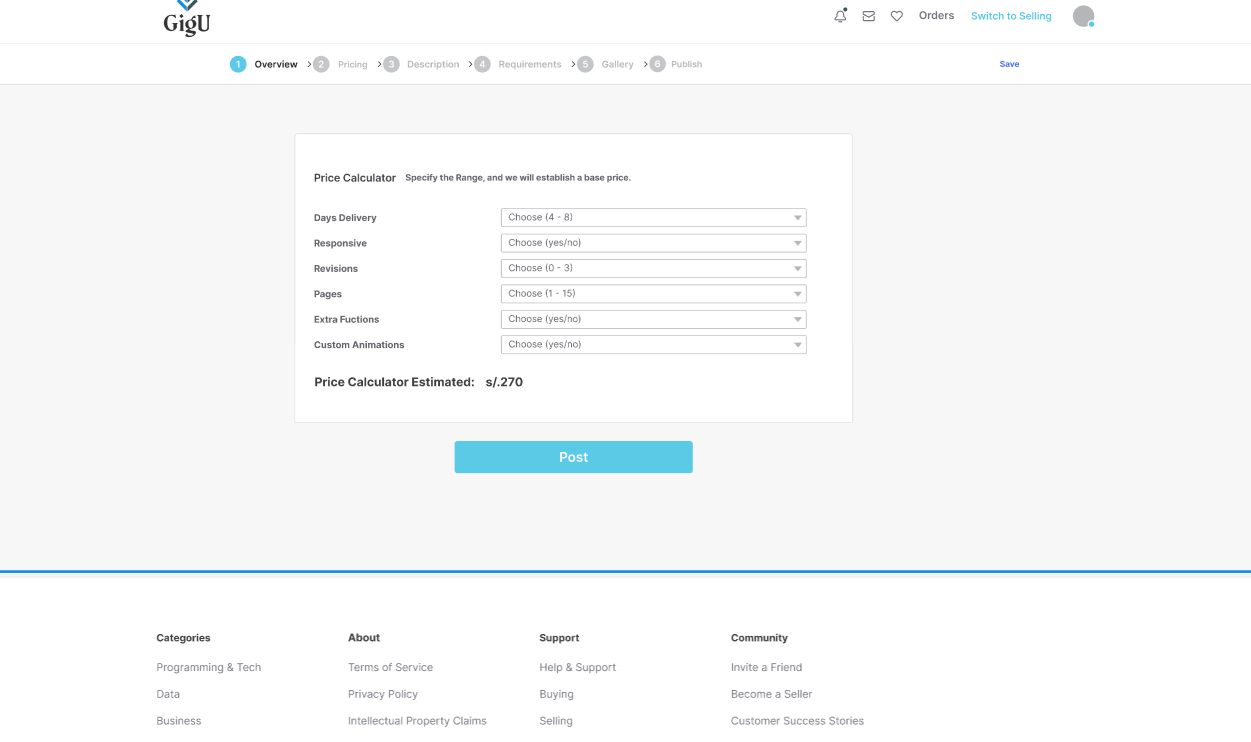 GigU
Orders Switch to Selling
1 Overview > 2 Pricing > 3 Description > 4 Requirements > 5 Gallery > 6 Publish Save
Price Calculator Specify the Range, and we will establish a base price.
Days Delivery Choose (4 - 8)
Responsive Choose (yes/no)
Revisions Choose (0 - 3)
Pages Choose (1 - 15)
Extra Fuctions Choose (yes/no)
Custom Animations Choose (yes/no)
Price Calculator Estimated: s/.270
Post
Categories About Support Community
Programming & Tech Terms of Service Help & Support Invite a Friend
Data Privacy Policy Buying Become a Seller
Business Intellectual Property Claims Selling Customer Success Stories